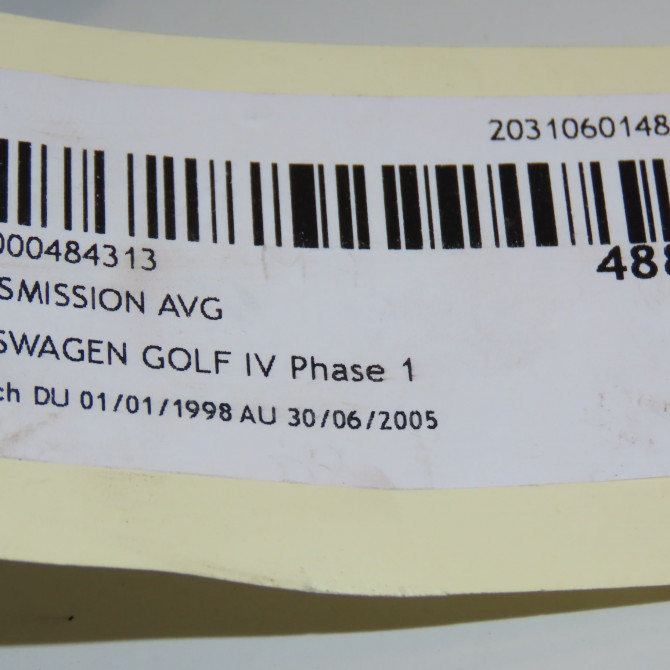 2031060148
000484313
488
SMISSION AVG
SWAGEN GOLF IV Phase 1
ch DU 01/01/1998 AU 30/06/2005